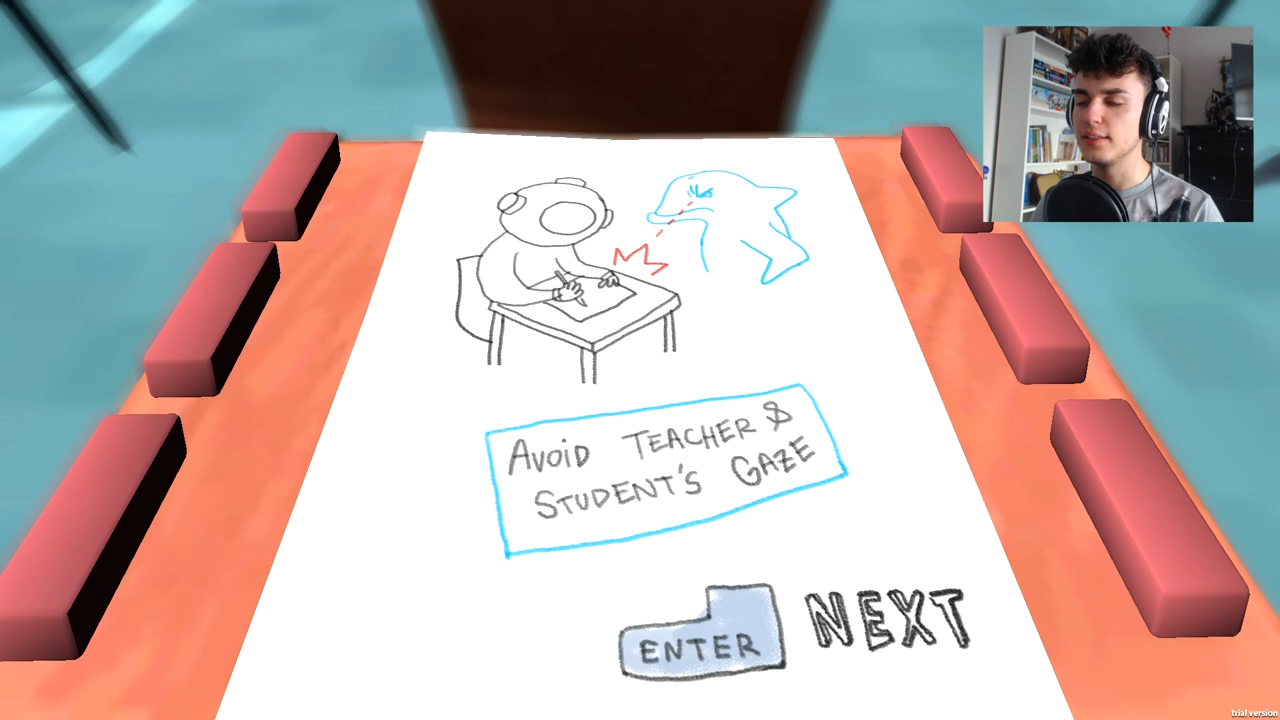 AVOID TEACHER &
STUDENT'S GAZE
ENTER NEXT
trial version